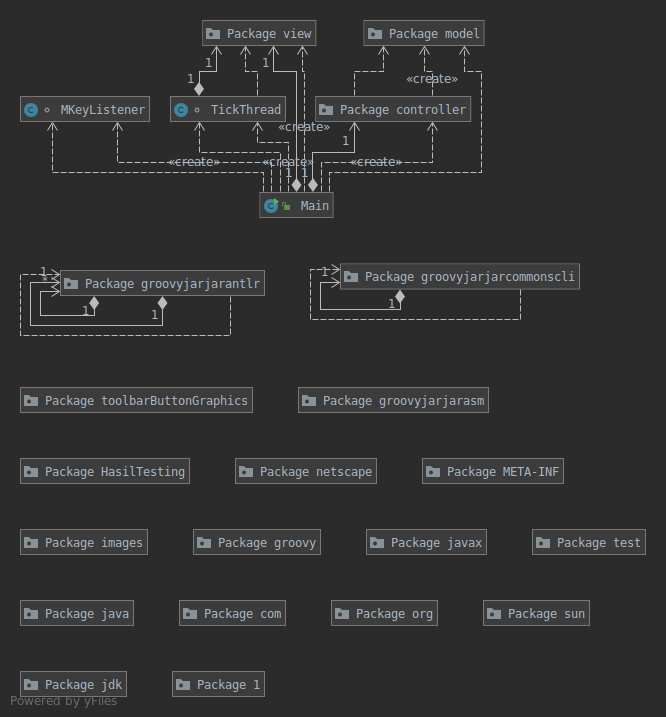 Package view
Package model
1
1
1
«create»
MKeyListener
TickThread
Package controller
«create»
1
«create»
«create»
«create»
1
1
Main
1
*
Package groovyjarjarantlr
1
1
1
Package groovyjarjarcommonscli
1
Package toolbarButtonGraphics
Package groovyjarjarasm
Package HasilTesting
Package netscape
Package META-INF
Package images
Package groovy
Package javax
Package test
Package java
Package com
Package org
Package sun
Package jdk
Package 1
Powered by yFiles